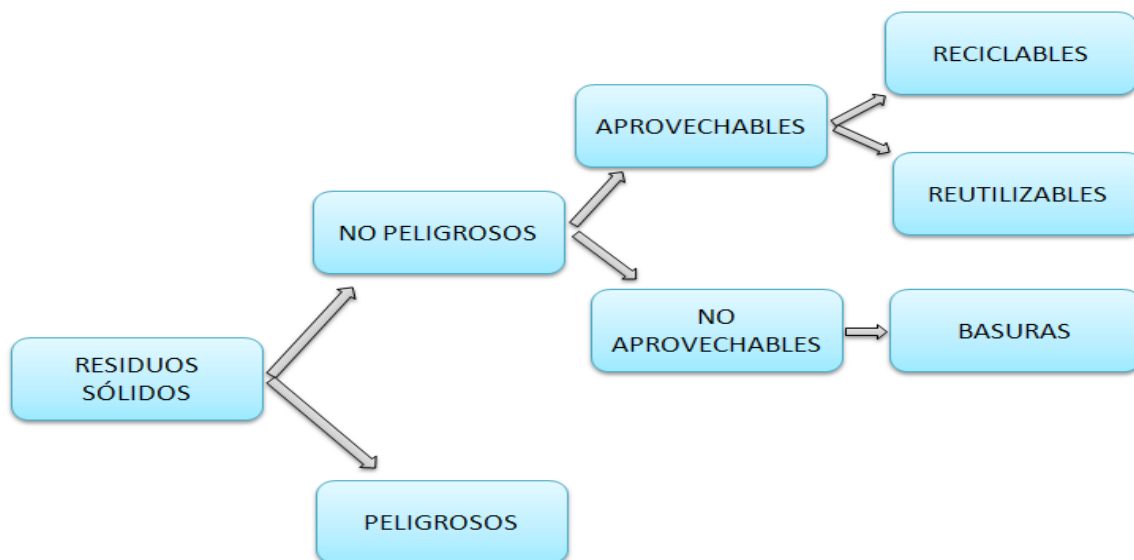 RECICLABLES
APROVECHABLES
REUTILIZABLES
NO PELIGROSOS
NO
APROVECHABLES
BASURAS
RESIDUOS
SÓLIDOS
PELIGROSOS